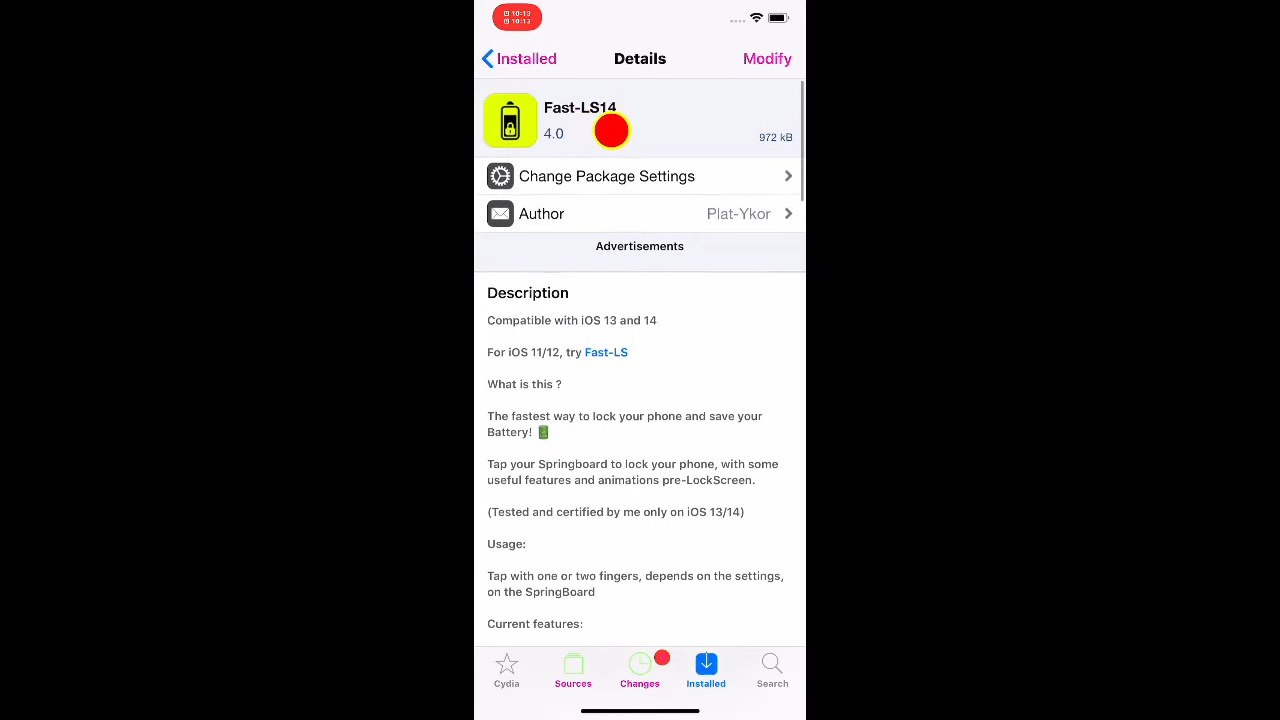 10:13
10:13
Installed
Details
Modify
Fast-LS14
4.0
972 kB
Change Package Settings
Author
Plat-Ykor
Advertisements
Description
Compatible with iOS 13 and 14
For iOS 11/12, try Fast-LS
What is this ?
The fastest way to lock your phone and save your
Battery!
Tap your Springboard to lock your phone, with some
useful features and animations pre-LockScreen.
(Tested and certified by me only on iOS 13/14)
Usage:
Tap with one or two fingers, depends on the settings,
on the SpringBoard
Current features:
Cydia
Sources
Changes
Installed
Search